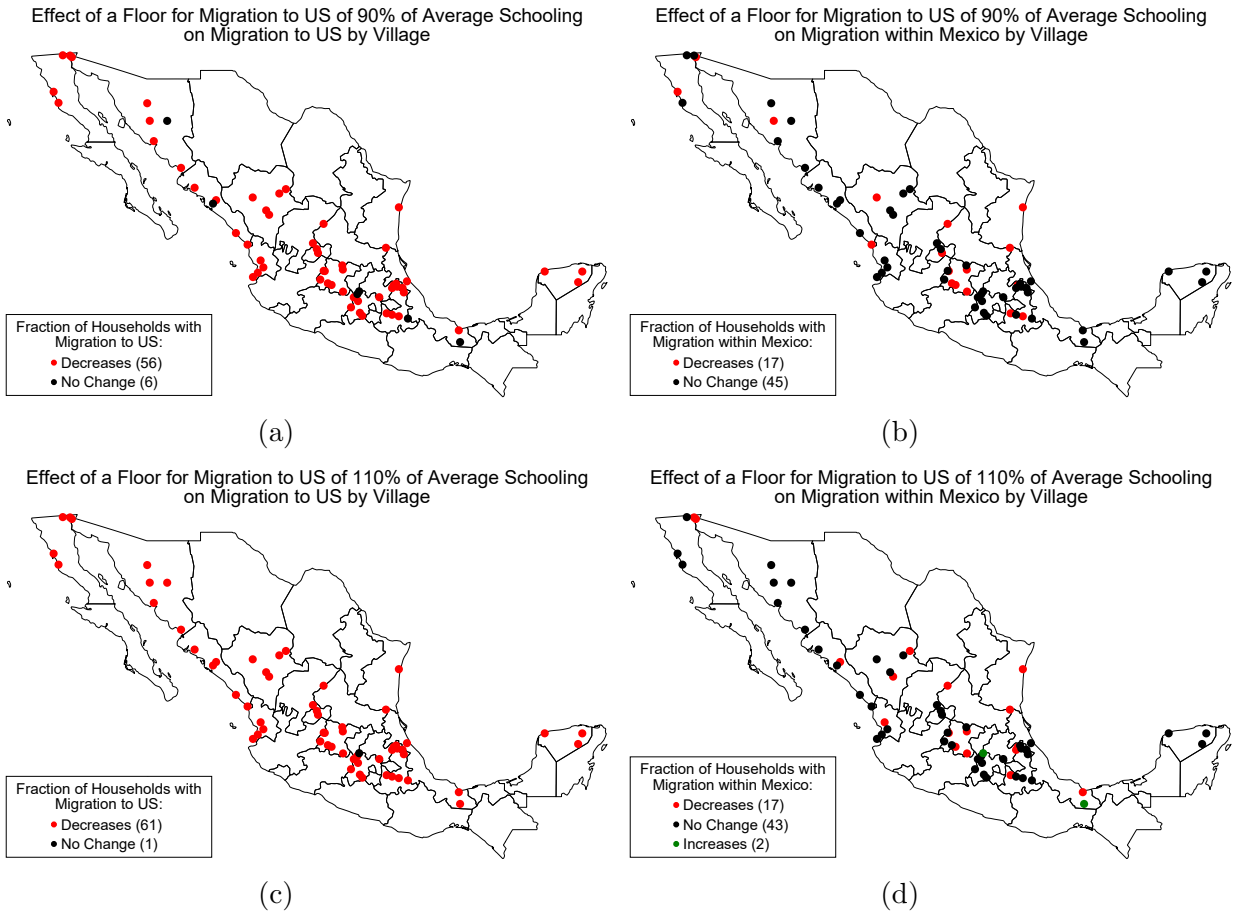 Effect of a Floor for Migration to US of 90% of Average Schooling
on Migration to US by Village
Fraction of Households with
Migration to US:
Decreases (56)
No Change (6)
(a)
Effect of a Floor for Migration to US of 90% of Average Schooling
on Migration within Mexico by Village
Fraction of Households with
Migration within Mexico:
Decreases (17)
No Change (45)
(b)
Effect of a Floor for Migration to US of 110% of Average Schooling
on Migration to US by Village
Fraction of Households with
Migration to US:
Decreases (61)
No Change (1)
(c)
Effect of a Floor for Migration to US of 110% of Average Schooling
on Migration within Mexico by Village
Fraction of Households with
Migration within Mexico:
Decreases (17)
No Change (43)
Increases (2)
(d)